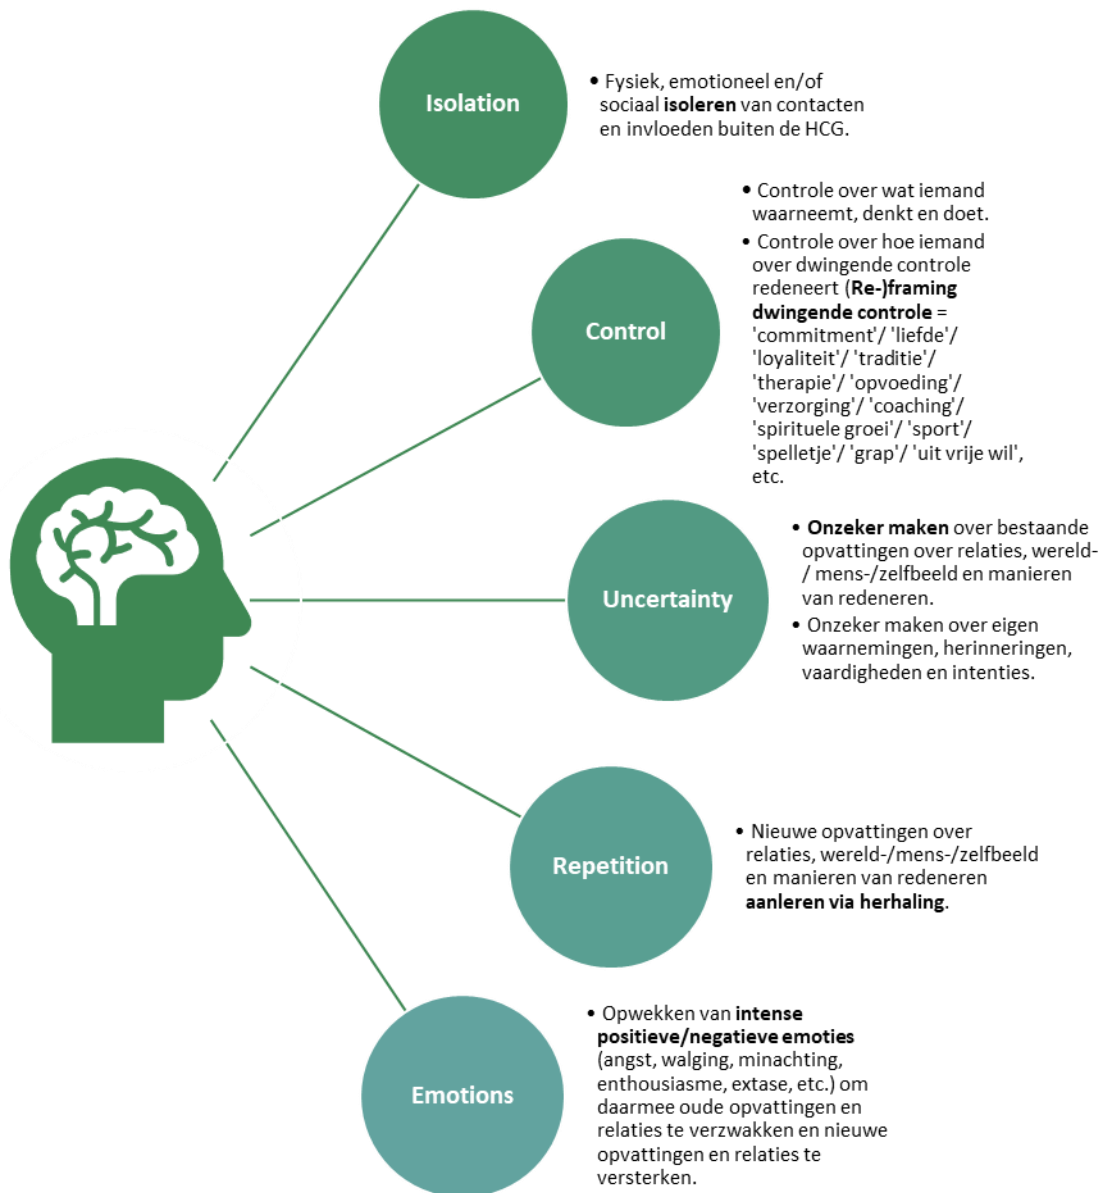 Isolation
• Fysiek, emotioneel en/of
sociaal isoleren van contacten
en invloeden buiten de HCG.
Control
• Controle over wat iemand
waarneemt, denkt en doet.
• Controle over hoe iemand
over dwingende controle
redeneert (Re-)framing
dwingende controle =
'commitment'/ 'liefde'/
'loyaliteit'/ 'traditie'/
'therapie'/ 'opvoeding'/
'verzorging'/ 'coaching'/
'spirituele groei'/ 'sport'/
'spelletje'/ 'grap'/ 'uit vrije wil',
etc.
Uncertainty
• Onzeker maken over bestaande
opvattingen over relaties, wereld-
/ mens-/zelfbeeld en manieren
van redeneren.
• Onzeker maken over eigen
waarnemingen, herinneringen,
vaardigheden en intenties.
Repetition
• Nieuwe opvattingen over
relaties, wereld-/mens-/zelfbeeld
en manieren van redeneren
aanleren via herhaling.
Emotions
• Opwekken van intense
positieve/negatieve emoties
(angst, walging, minachting,
enthousiasme, extase, etc.) om
daarmee oude opvattingen en
relaties te verzwakken en nieuwe
opvattingen en relaties te
versterken.